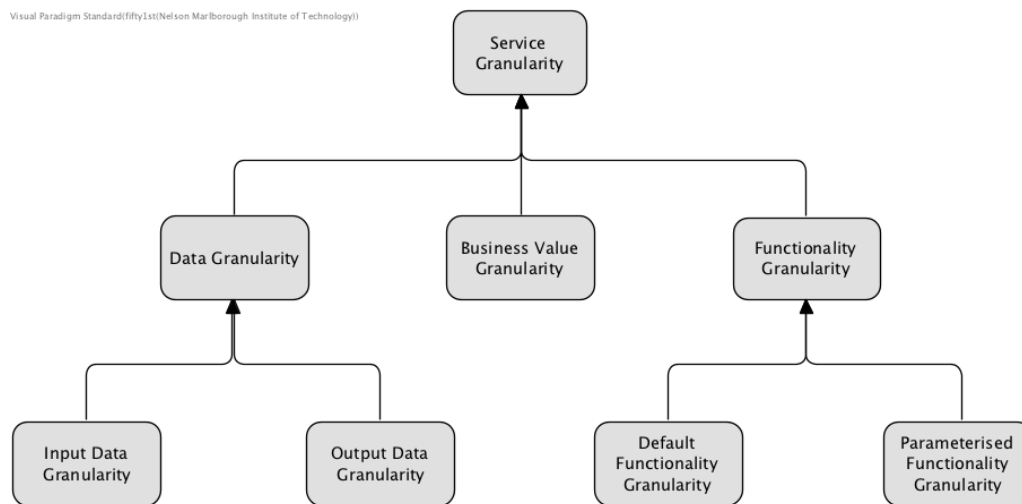 Visual Paradigm Standard(fifty1st(Nelson Marlborough Institute of Technology))
Service
Granularity
Data Granularity
Business Value
Granularity
Functionality
Granularity
Input Data
Granularity
Output Data
Granularity
Default
Functionality
Granularity
Parameterised
Functionality
Granularity